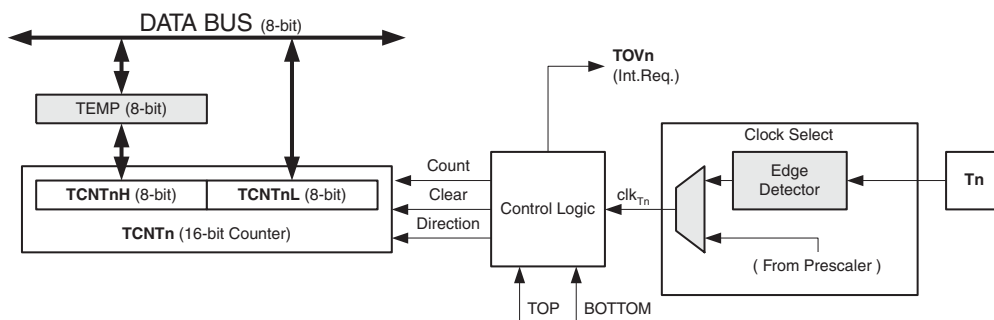 DATA BUS (8-bit)
TEMP (8-bit)
TCNTnH (8-bit)
TCNTnL (8-bit)
TCNTn (16-bit Counter)
Count
Clear
Direction
Control Logic
TOVn
(Int.Req.)
TOP
BOTTOM
clkTn
Clock Select
Edge
Detector
( From Prescaler )
Tn